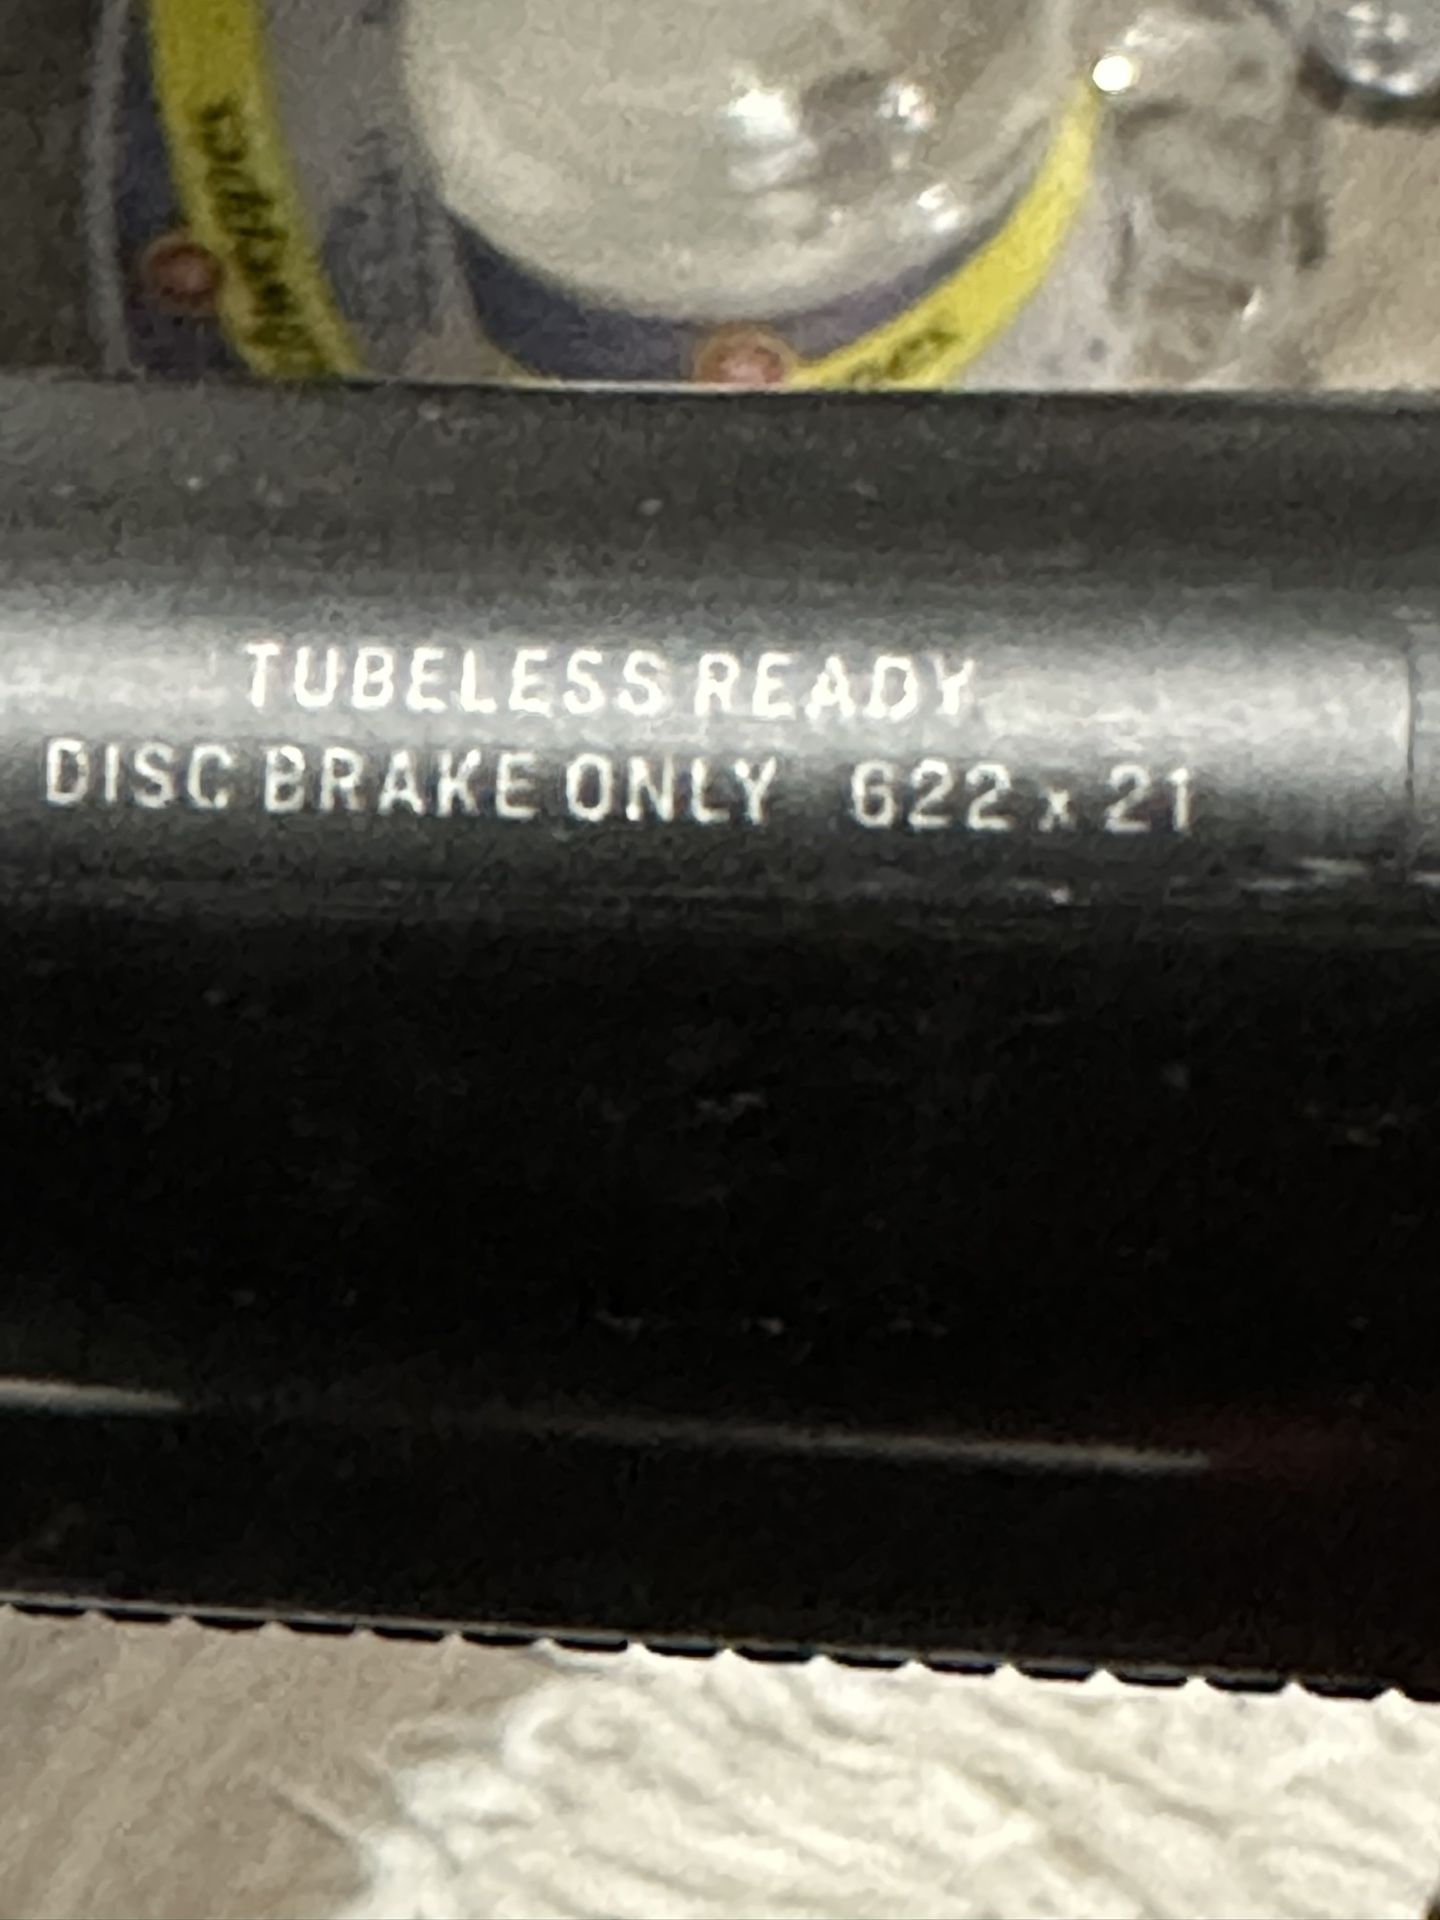 TUBELESS READY
DISC BRAKE ONLY 622 x 21